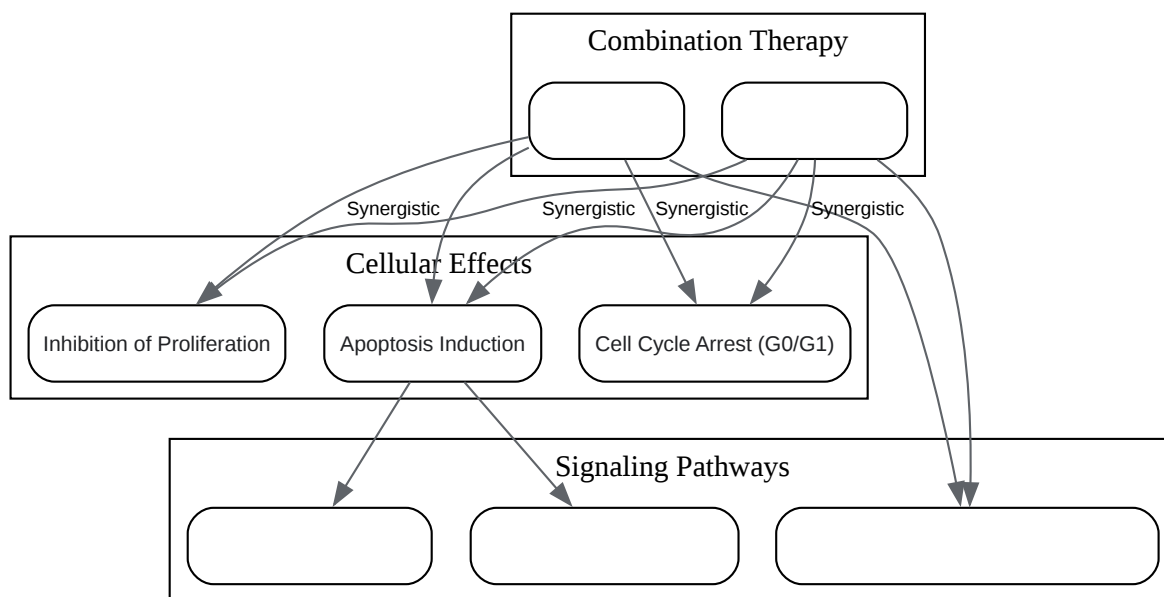 Combination Therapy
Synergistic
Synergistic
Synergistic
Synergistic
Cellular Effects
Inhibition of Proliferation
Apoptosis Induction
Cell Cycle Arrest (G0/G1)
Signaling Pathways